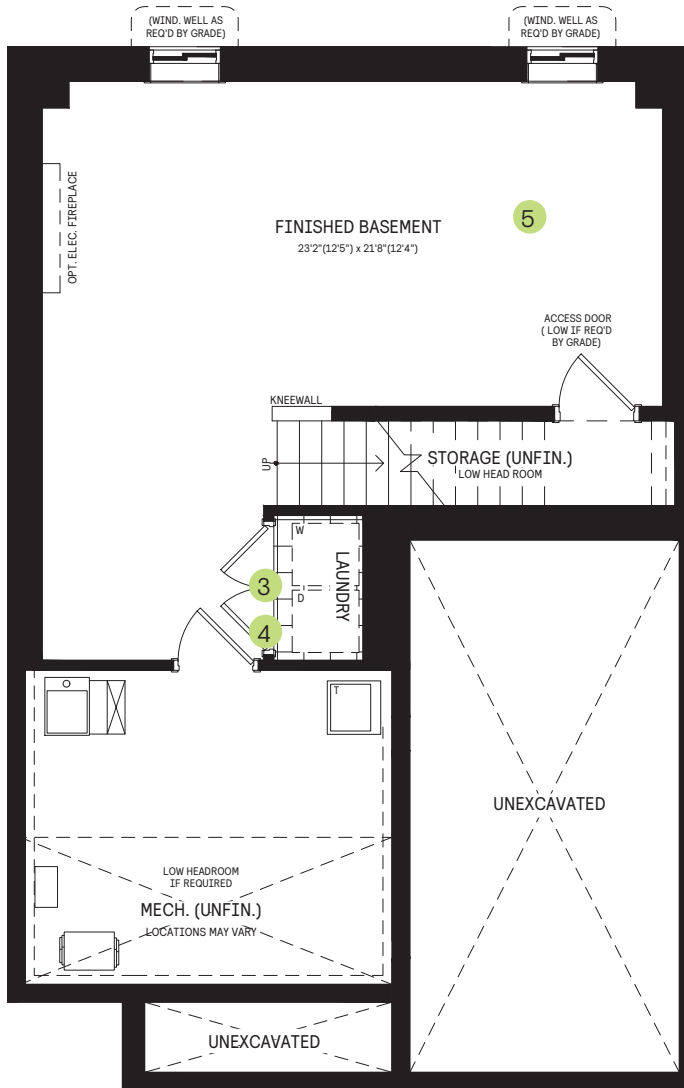 (WIND. WELL AS
REQ'D BY GRADE)
(WIND. WELL AS
REQ'D BY GRADE)
OPT. ELEC. FIREPLACE
FINISHED BASEMENT
23'2"(12'5") x 21'8"(12'4")
5
ACCESS DOOR
( LOW IF REQ'D
BY GRADE)
KNEEWALL
UP
STORAGE (UNFIN.)
LOW HEAD ROOM
W
LAUNDRY
3
D
4
T
UNEXCAVATED
LOW HEADROOM
IF REQUIRED
MECH. (UNFIN.)
LOCATIONS MAY VARY
UNEXCAVATED